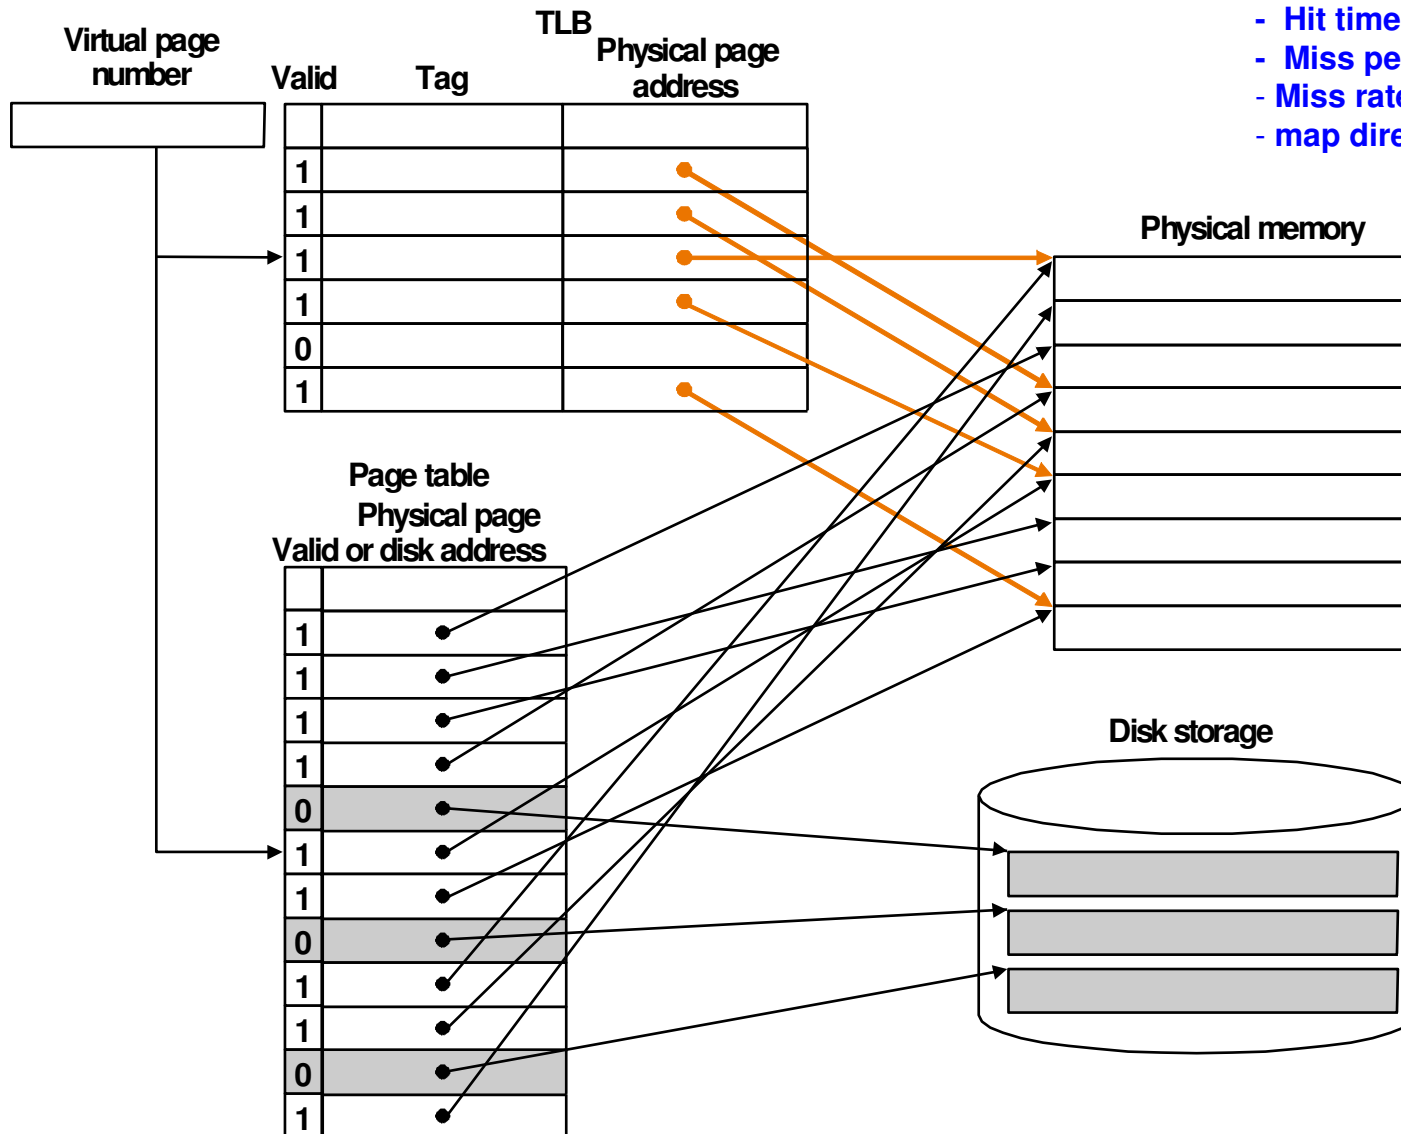 - Hit time
- Miss pe
- Miss rate
- map dire
TLB
Virtual page
number
Valid
Tag
Physical page
address
1
1
1
1
0
1
Physical memory
Page table
Physical page
Valid or disk address
1
1
1
1
0
1
1
0
1
1
0
1
Disk storage